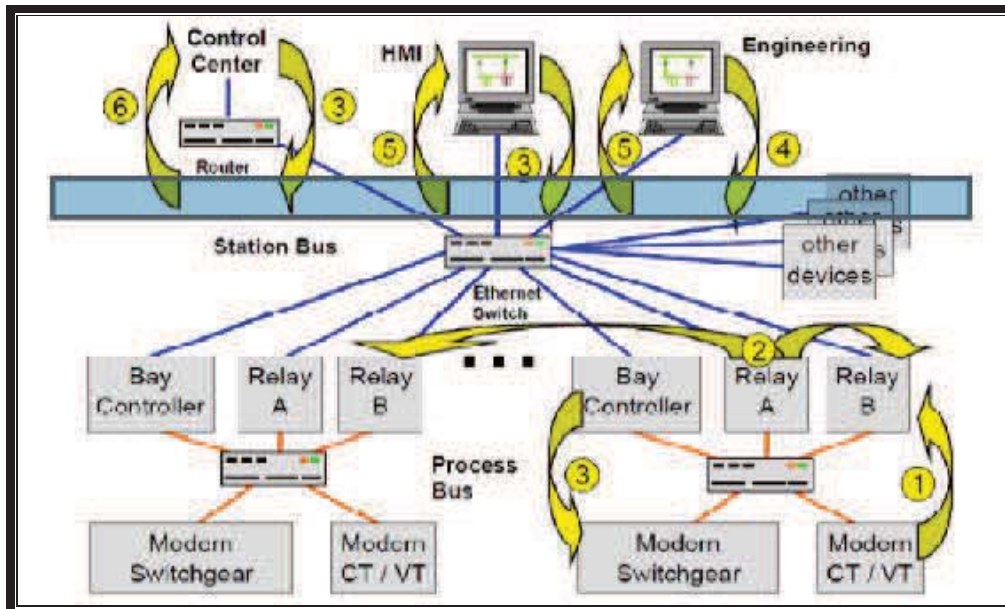 Control
Center
HMI
Engineering
6
3
5
3
5
4
Router
other
other
s
other
devices
Station Bus
Ethernet
Switch
2
Bay
Controller
Relay
A
Relay
B
Bay
Controller
Relay
A
Relay
B
Process
Bus
3
1
Modern
Switchgear
Modern
CT / VT
Modern
Switchgear
Modern
CT / VT